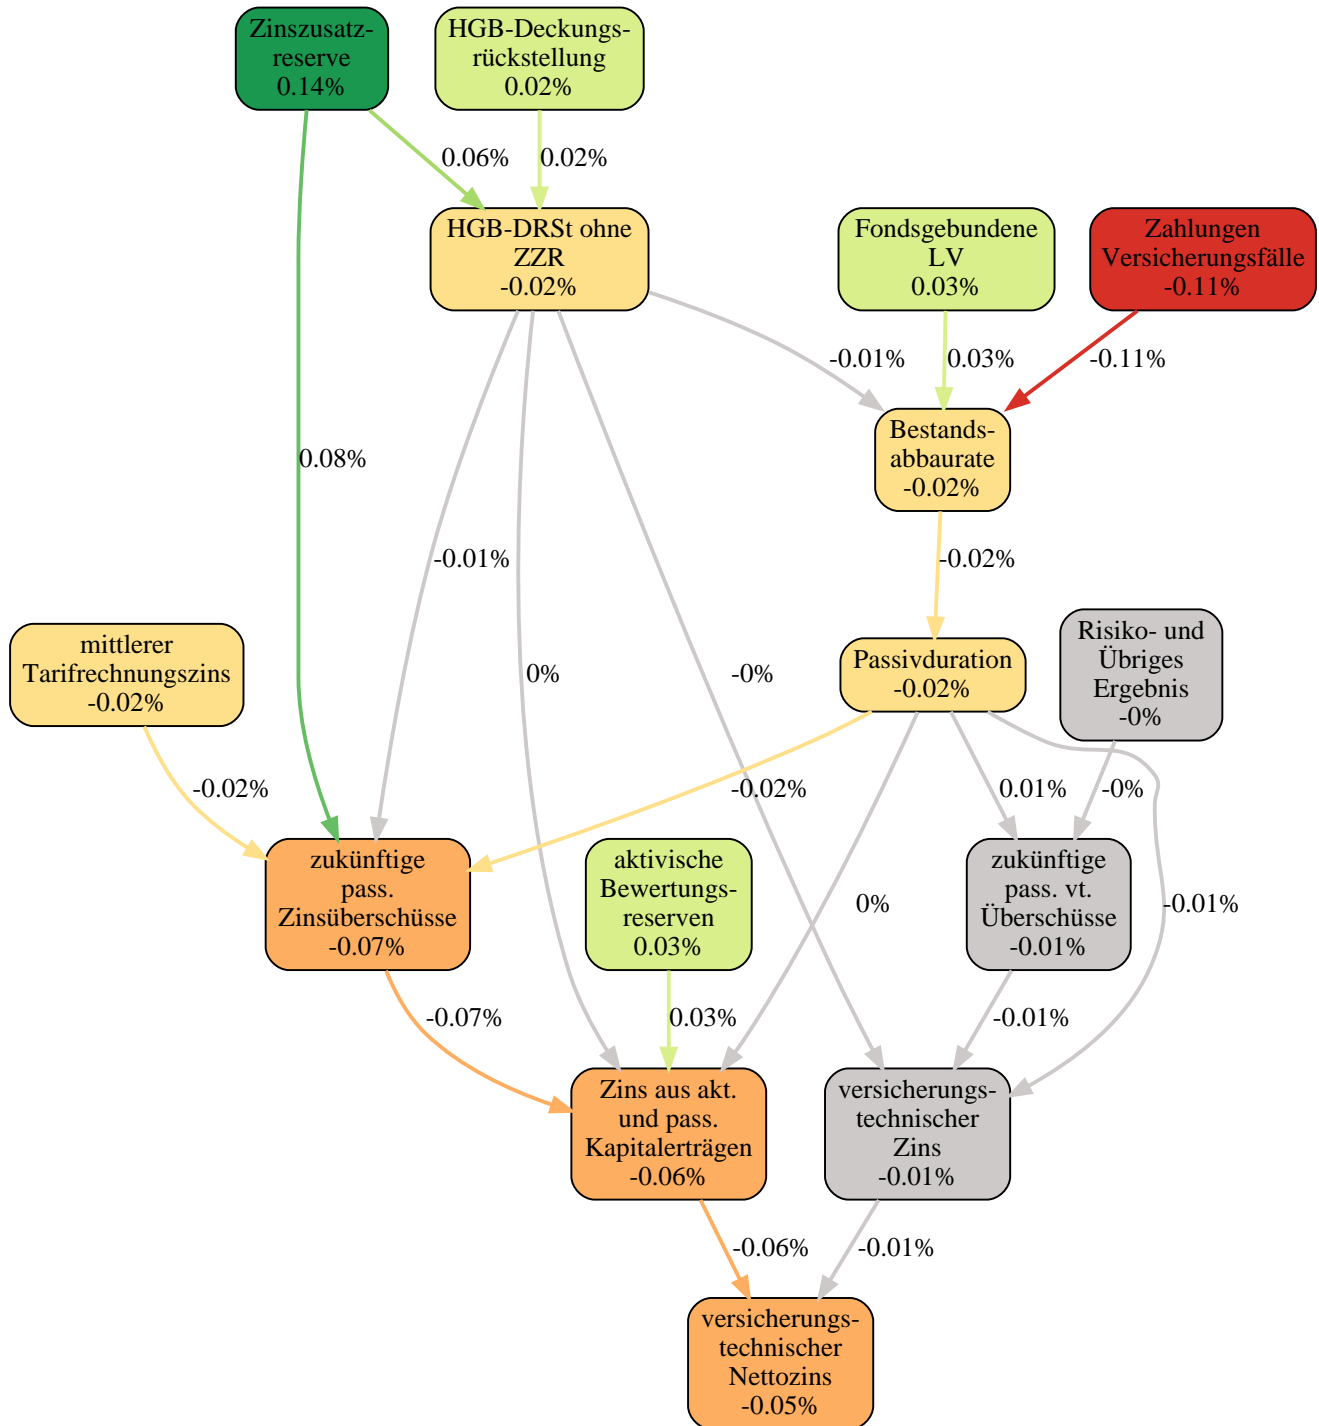 Zinszusatz-
reserve
0.14%
HGB-Deckungs-
rückstellung
0.02%
0.06%
0.02%
HGB-DRSt ohne
ZZR
-0.02%
Fondsgebundene
LV
0.03%
Zahlungen
Versicherungsfälle
-0.11%
-0.01%
0.03%
-0.11%
Bestands-
abbaurate
-0.02%
0.08%
-0.01%
-0.02%
mittlerer
Tarifrechnungszins
-0.02%
0%
-0%
Passivduration
-0.02%
Risiko- und
Übriges
Ergebnis
-0%
-0.02%
-0.02%
0.01%
-0%
zukünftige
pass.
Zinsüberschüsse
-0.07%
aktivische
Bewertungs-
reserven
0.03%
0%
zukünftige
pass. vt.
Überschüsse
-0.01%
-0.01%
-0.07%
0.03%
-0.01%
Zins aus akt.
und pass.
Kapitalerträgen
-0.06%
versicherungs-
technischer
Zins
-0.01%
-0.06%
-0.01%
versicherungs-
technischer
Nettozins
-0.05%